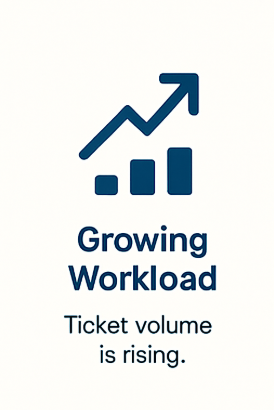 Growing
Workload
Ticket volume
is rising.